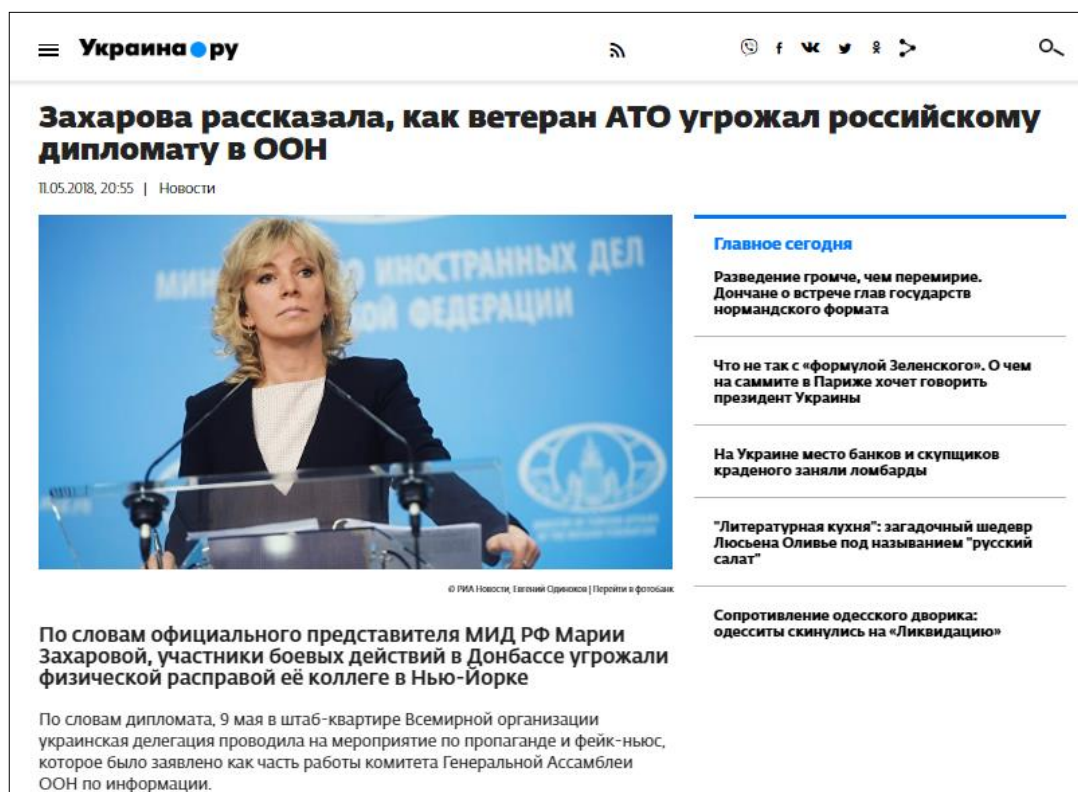 Украина ру
Захарова рассказала, как ветеран АТО угрожал российскому
дипломату в ООН
11.05.2018, 20:55 | Новости
ИНОСТРАННЫХ ДЕЛ
ФЕДЕРАЦИИ
© РИА Новости, Евгений Одиноков | Перейти в фотобанк
По словам официального представителя МИД РФ Марии
Захаровой, участники боевых действий в Донбассе угрожали
физической расправой её коллеге в Нью-Йорке
По словам дипломата, 9 мая в штаб-квартире Всемирной организации
украинская делегация проводила на мероприятие по пропаганде и фейк-ньюс,
которое было заявлено как часть работы комитета Генеральной Ассамблеи
ООН по информации.
Главное сегодня
Разведение громче, чем перемирие.
Дончане о встрече глав государств
нормандского формата
Что не так с «формулой Зеленского». О чем
на саммите в Париже хочет говорить
президент Украины
На Украине место банков и скупщиков
краденого заняли ломбарды
"Литературная кухня": загадочный шедевр
Люсьена Оливье под называнием "русский
салат"
Сопротивление одесского дворика:
одесситы скинулись на «Ликвидацию»